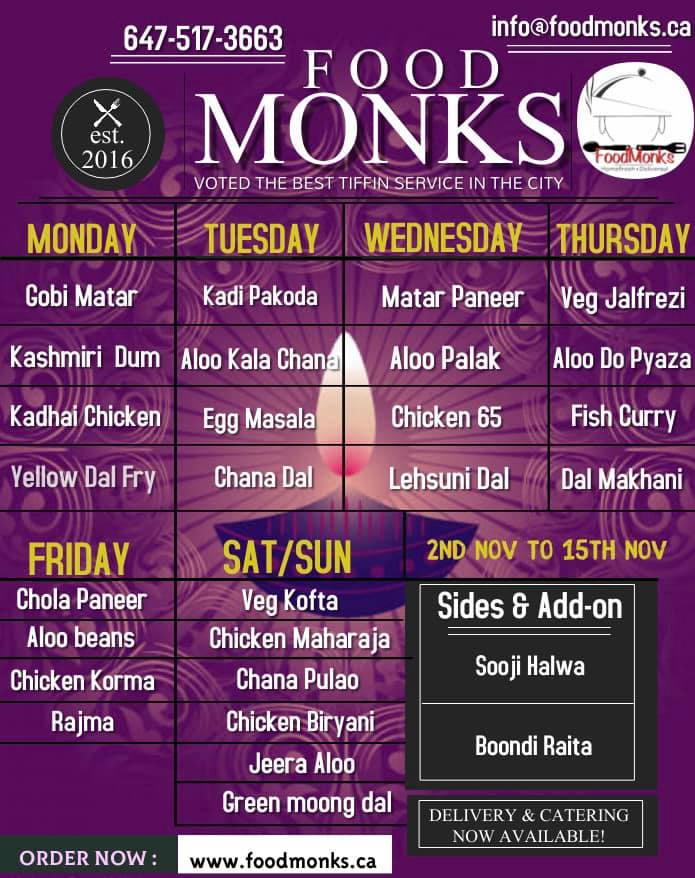 647-517-3663
info@foodmonks.ca
est.
2016
FOOD
MONKS
VOTED THE BEST TIFFIN SERVICE IN THE CITY
FoodMonks
Homefresh • Delivered
MONDAY TUESDAY WEDNESDAY THURSDAY
Gobi Matar Kadi Pakoda Matar Paneer Veg Jalfrezi
Kashmiri Dum Aloo Kala Chana Aloo Palak Aloo Do Pyaza
Kadhai Chicken Egg Masala Chicken 65 Fish Curry
Yellow Dal Fry Chana Dal Lehsuni Dal Dal Makhani
FRIDAY
Chola Paneer
Aloo beans
Chicken Korma
Rajma
SAT/SUN
Veg Kofta
Chicken Maharaja
Chana Pulao
Chicken Biryani
Jeera Aloo
Green moong dal
2ND NOV TO 15TH NOV
Sides & Add-on
Sooji Halwa
Boondi Raita
DELIVERY & CATERING
NOW AVAILABLE!
ORDER NOW : www.foodmonks.ca